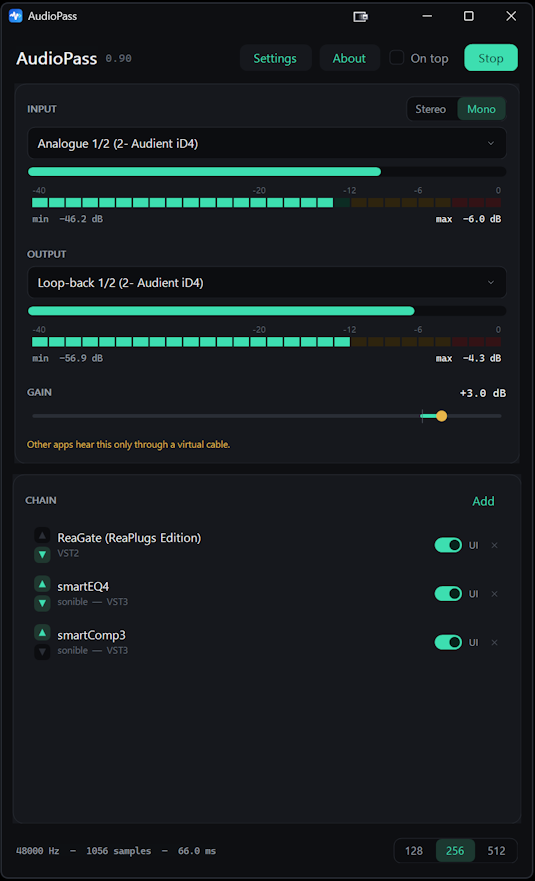 AudioPass
AudioPass 0.90 Settings About On top Stop
INPUT Stereo Mono
Analogue 1/2 (2- Audient iD4)
-40 -20 -12 -6 0
min -46.2 dB max -6.0 dB
OUTPUT
Loop-back 1/2 (2- Audient iD4)
-40 -20 -12 -6 0
min -56.9 dB max -4.3 dB
GAIN +3.0 dB
Other apps hear this only through a virtual cable.
CHAIN Add
ReaGate (ReaPlugs Edition)
VST2 UI
smartEQ4
sonible — VST3 UI
smartComp3
sonible — VST3 UI
48000 Hz — 1056 samples — 66.0 ms 128 256 512